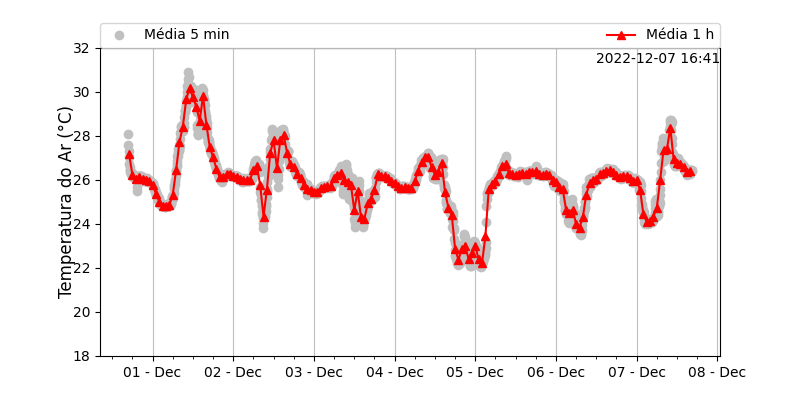 Média 5 min
Média 1 h
2022-12-07 16:41
Temperatura do Ar (°C)
32
30
28
26
24
22
20
18
01 - Dec
02 - Dec
03 - Dec
04 - Dec
05 - Dec
06 - Dec
07 - Dec
08 - Dec